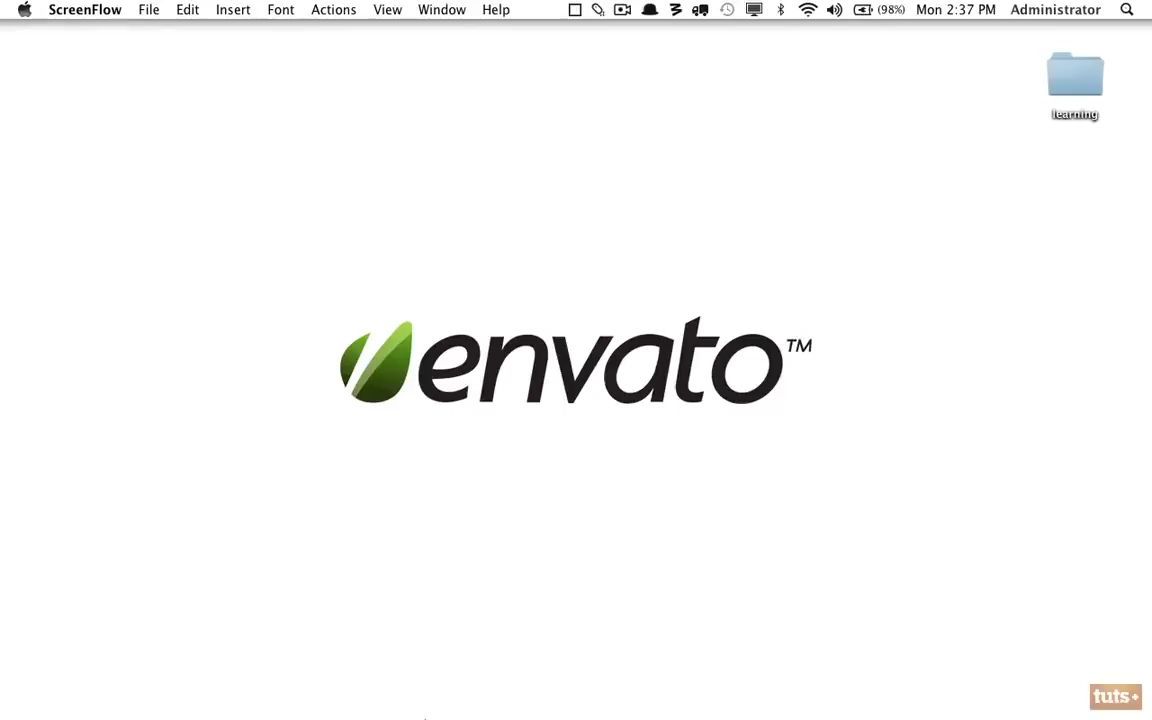 ScreenFlow File Edit Insert Font Actions View Window Help (98%) Mon 2:37 PM Administrator
learning
envato™
tuts+